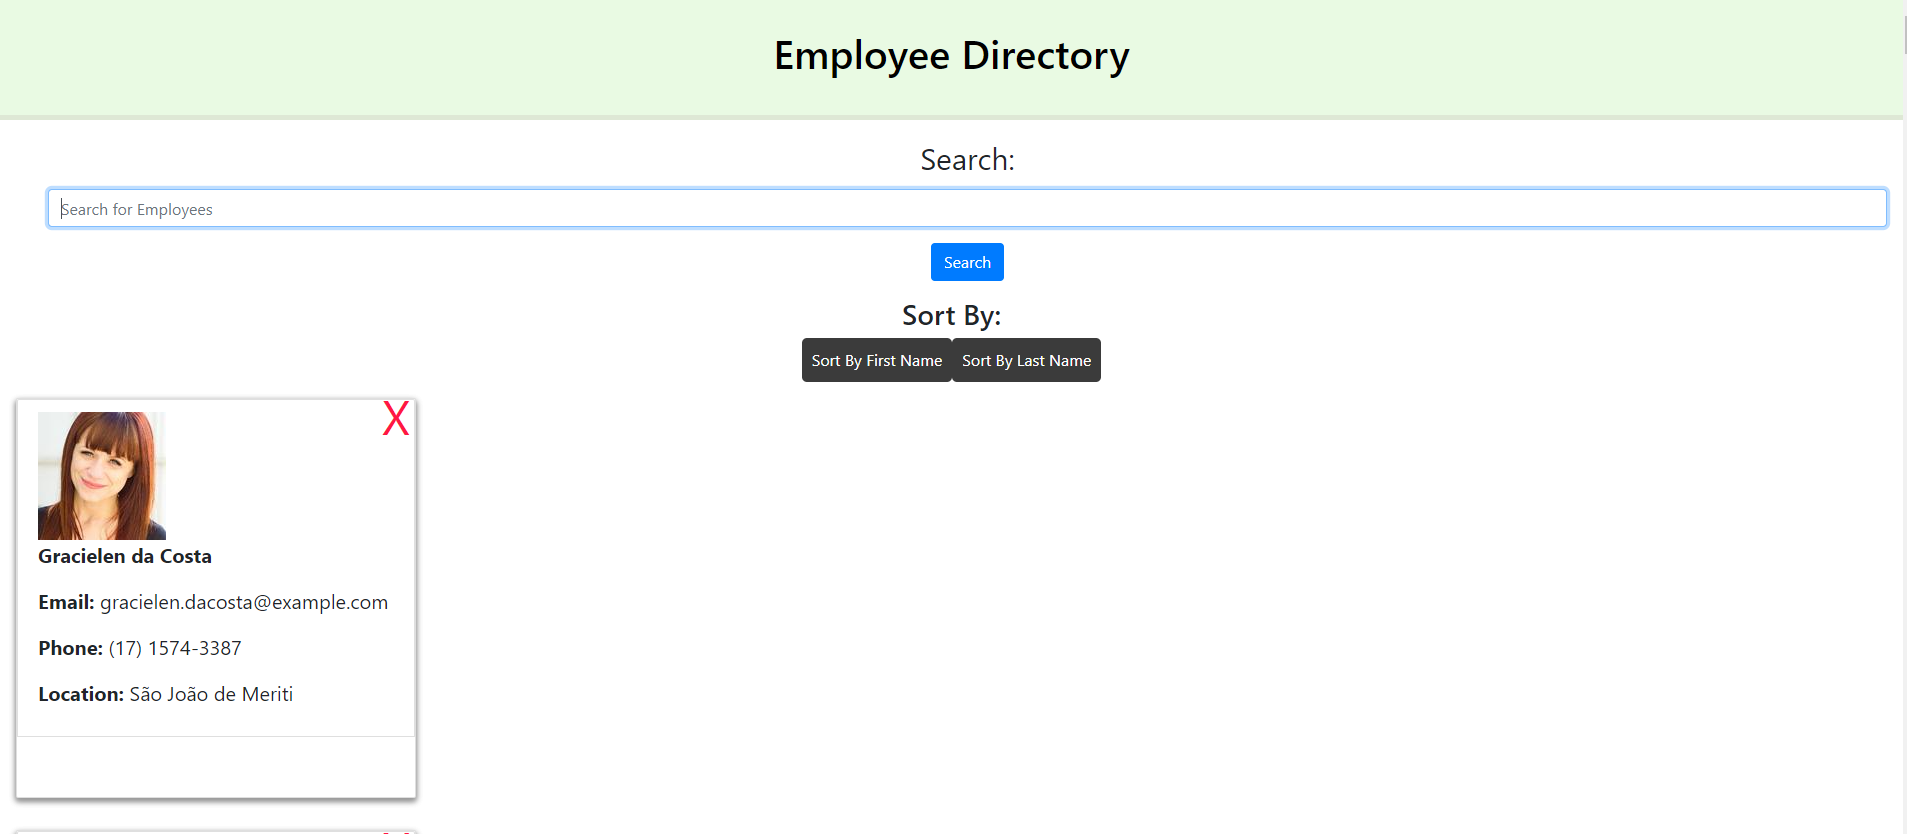 Employee Directory
Search:
Search for Employees
Search
Sort By:
Sort By First Name Sort By Last Name
X
Gracielen da Costa
Email: gracielen.dacosta@example.com
Phone: (17) 1574-3387
Location: São João de Meriti